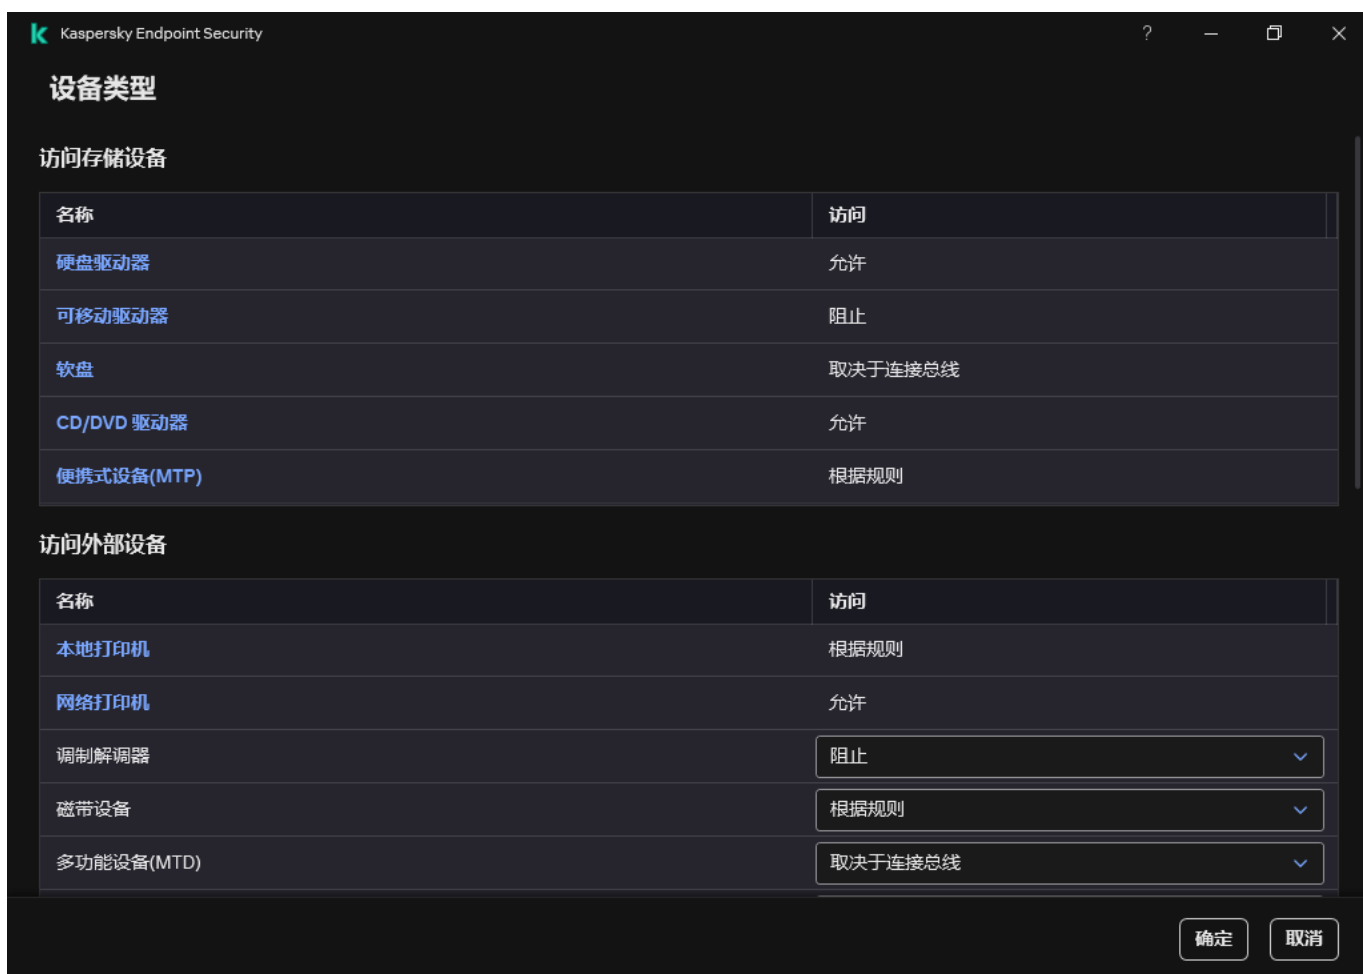 Kaspersky Endpoint Security
设备类型
访问存储设备
名称 访问
硬盘驱动器 允许
可移动驱动器 阻止
软盘 取决于连接总线
CD/DVD 驱动器 允许
便携式设备(MTP) 根据规则
访问外部设备
名称 访问
本地打印机 根据规则
网络打印机 允许
调制解调器 阻止
磁带设备 根据规则
多功能设备(MTD) 取决于连接总线
确定 取消